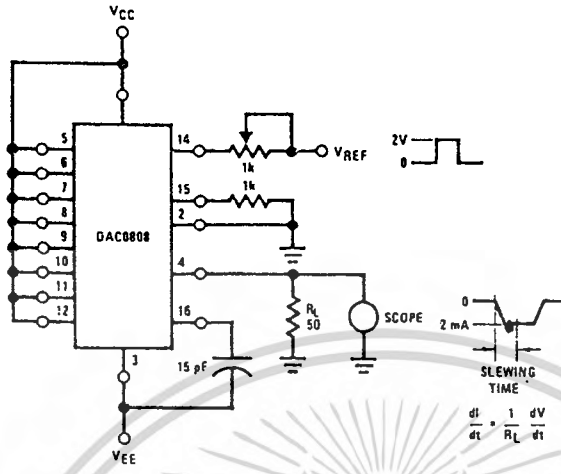 VCC
5
6
7
8
9
10
11
12
DAC0808
14
1k
VREF
2V
0
15
1k
2
4
RL
50
SCOPE
0
2 mA
SLEWING
TIME
16
15 pF
3
VEE
dI/dt = 1/RL dV/dt